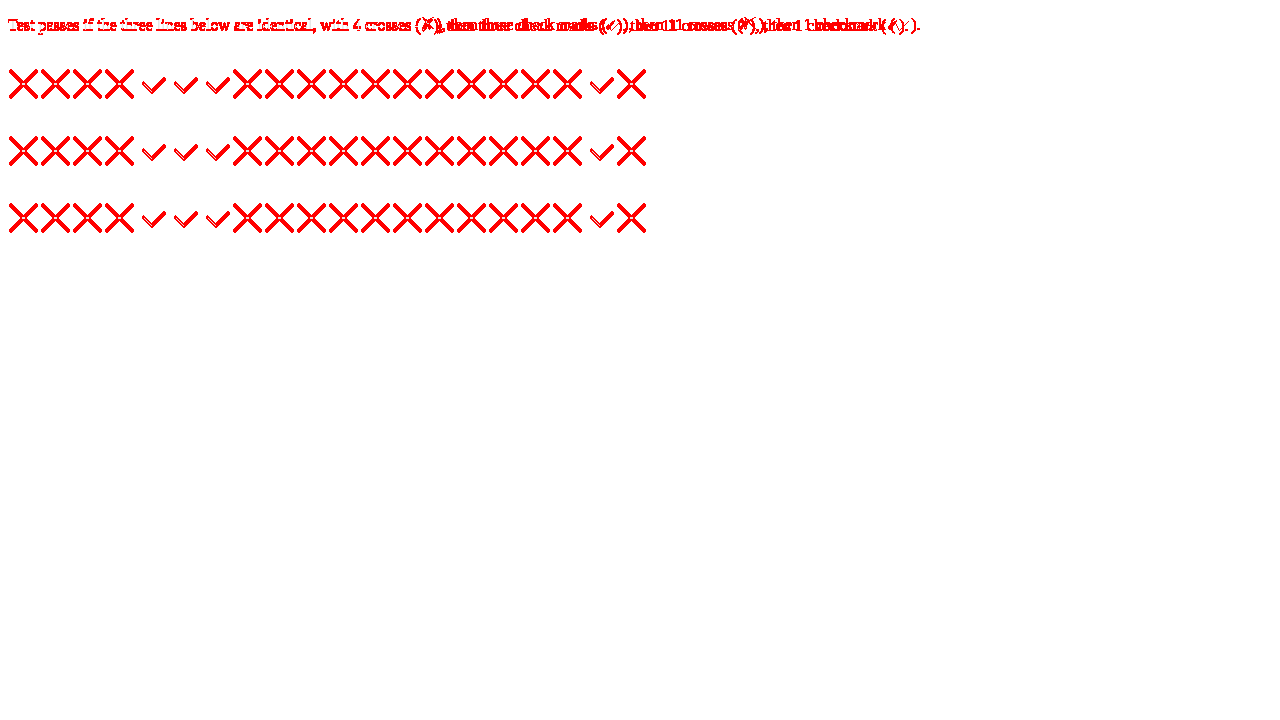 Test passes if the three lines below are identical, with 4 crosses (✗), then three check marks (✓), then 11 crosses (✗), then 1 checkmark (✓).
✗✗✗✗✓✓✓✗✗✗✗✗✗✗✗✗✗✗✓✗
✗✗✗✗✓✓✓✗✗✗✗✗✗✗✗✗✗✗✓✗
✗✗✗✗✓✓✓✗✗✗✗✗✗✗✗✗✗✗✓✗